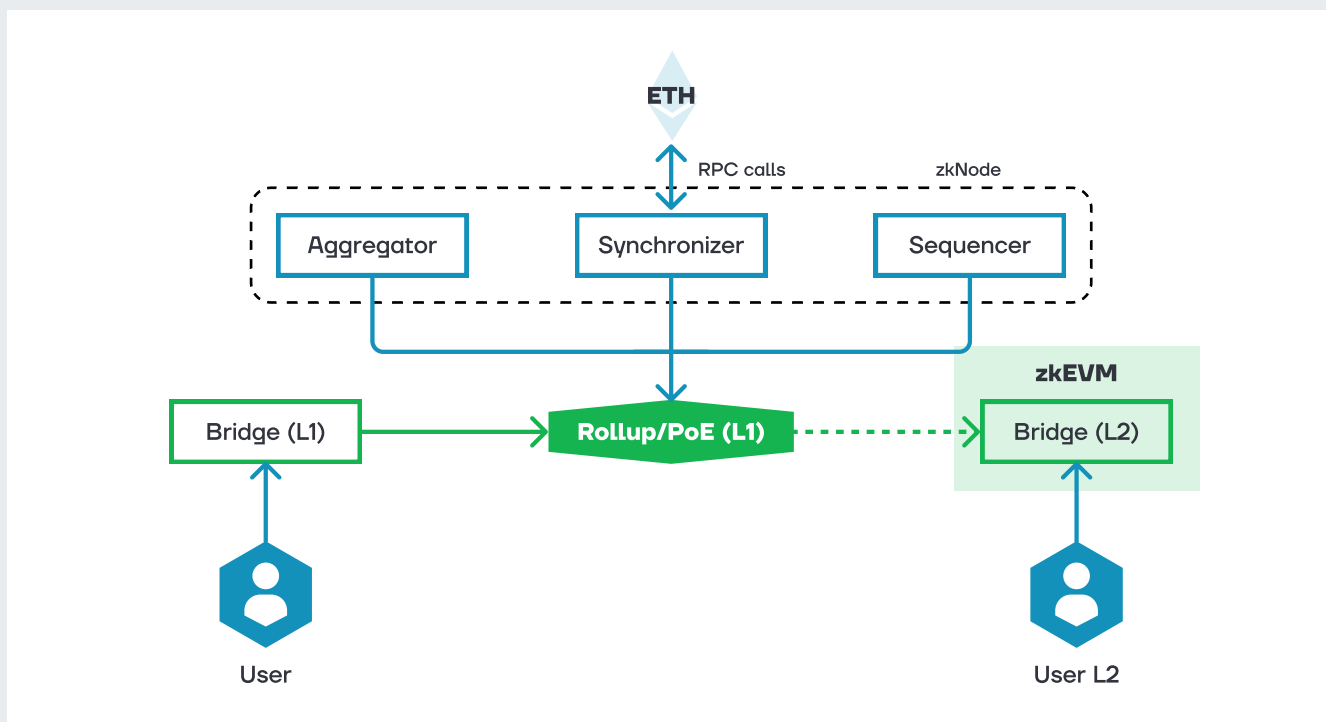 ETH
RPC calls
zkNode
Aggregator
Synchronizer
Sequencer
zkEVM
Bridge (L1)
Rollup/PoE (L1)
Bridge (L2)
User
User L2